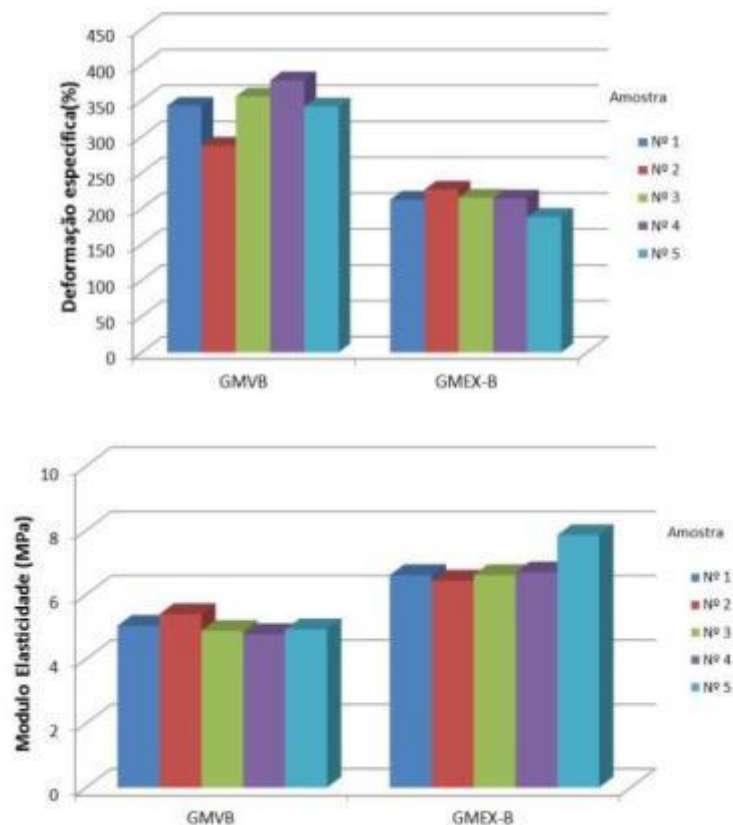 Deformação específica(%)
450
400
350
300
250
200
150
100
50
0
GMVB
GMEX-B
Amostra
Nº 1
Nº 2
Nº 3
Nº 4
Nº 5
Modulo Elasticidade (MPa)
10
8
6
4
2
0
GMVB
GMEX-B
Amostra
Nº 1
Nº 2
Nº 3
Nº 4
Nº 5